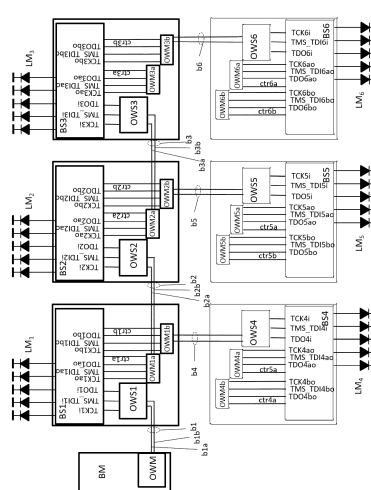 LM3
BS3
TCK3i
TMS_TDI3i
TDO3i
TCK3ao
TMS_TDI3ao
TDO3ao
ctr3a
TCK3bo
TMS_TDI3bo
TDO3bo
ctr3b
OWS3
OWM3a
OWM3b
b3
b3b
b3a
b6
OWS6
OWM6a
OWM6b
ctr6a
ctr6b
BS6
TCK6i
TMS_TDI6i
TDO6i
TCK6ao
TMS_TDI6ao
TDO6ao
TCK6bo
TMS_TDI6bo
TDO6bo
LM6
LM2
BS2
TCK2i
TMS_TDI2i
TDO2i
TCK2ao
TMS_TDI2ao
TDO2ao
ctr2a
TCK2bo
TMS_TDI2bo
TDO2bo
ctr2b
OWS2
OWM2a
OWM2b
b2
b2b
b2a
b5
OWS5
OWM5a
OWM5b
ctr5a
ctr5b
BS5
TCK5i
TMS_TDI5i
TDO5i
TCK5ao
TMS_TDI5ao
TDO5ao
TCK5bo
TMS_TDI5bo
TDO5bo
LM5
LM1
BS1
TCK1i
TMS_TDI1i
TDO1i
TCK1ao
TMS_TDI1ao
TDO1ao
ctr1a
TCK1bo
TMS_TDI1bo
TDO1bo
ctr1b
OWS1
OWM1a
OWM1b
b1
b1b
b1a
b4
OWS4
OWM4a
OWM4b
ctr5a
ctr4a
BS4
TCK4i
TMS_TDI4i
TDO4i
TCK4ao
TMS_TDI4ao
TDO4ao
TCK4bo
TMS_TDI4bo
TDO4bo
LM4
BM
OWM